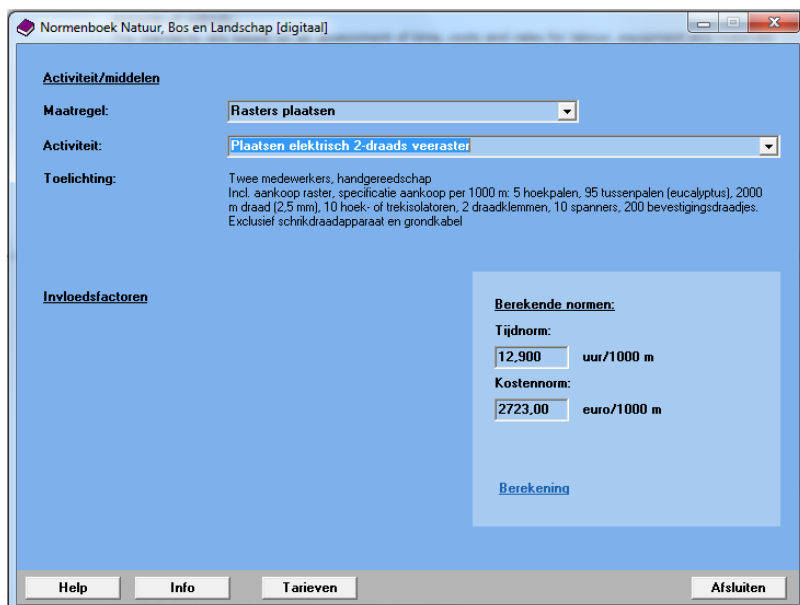 Normenboek Natuur, Bos en Landschap [digitaal]
Activiteit/middelen
Maatregel: Rasters plaatsen
Activiteit: Plaatsen elektrisch 2-draads veeraster
Toelichting: Twee medewerkers, handgereedschap
Incl. aankoop raster, specificatie aankoop per 1000 m: 5 hoekpalen, 95 tussenpalen (eucalyptus), 2000
m draad (2,5 mm), 10 hoek- of trekisolatoren, 2 draadklemmen, 10 spanners, 200 bevestigingsdraadjes.
Exclusief schrikdraadapparaat en grondkabel
Invloedsfactoren
Berekende normen:
Tijdnorm:
12,900 uur/1000 m
Kostennorm:
2723,00 euro/1000 m
Berekening
Help Info Tarieven Afsluiten